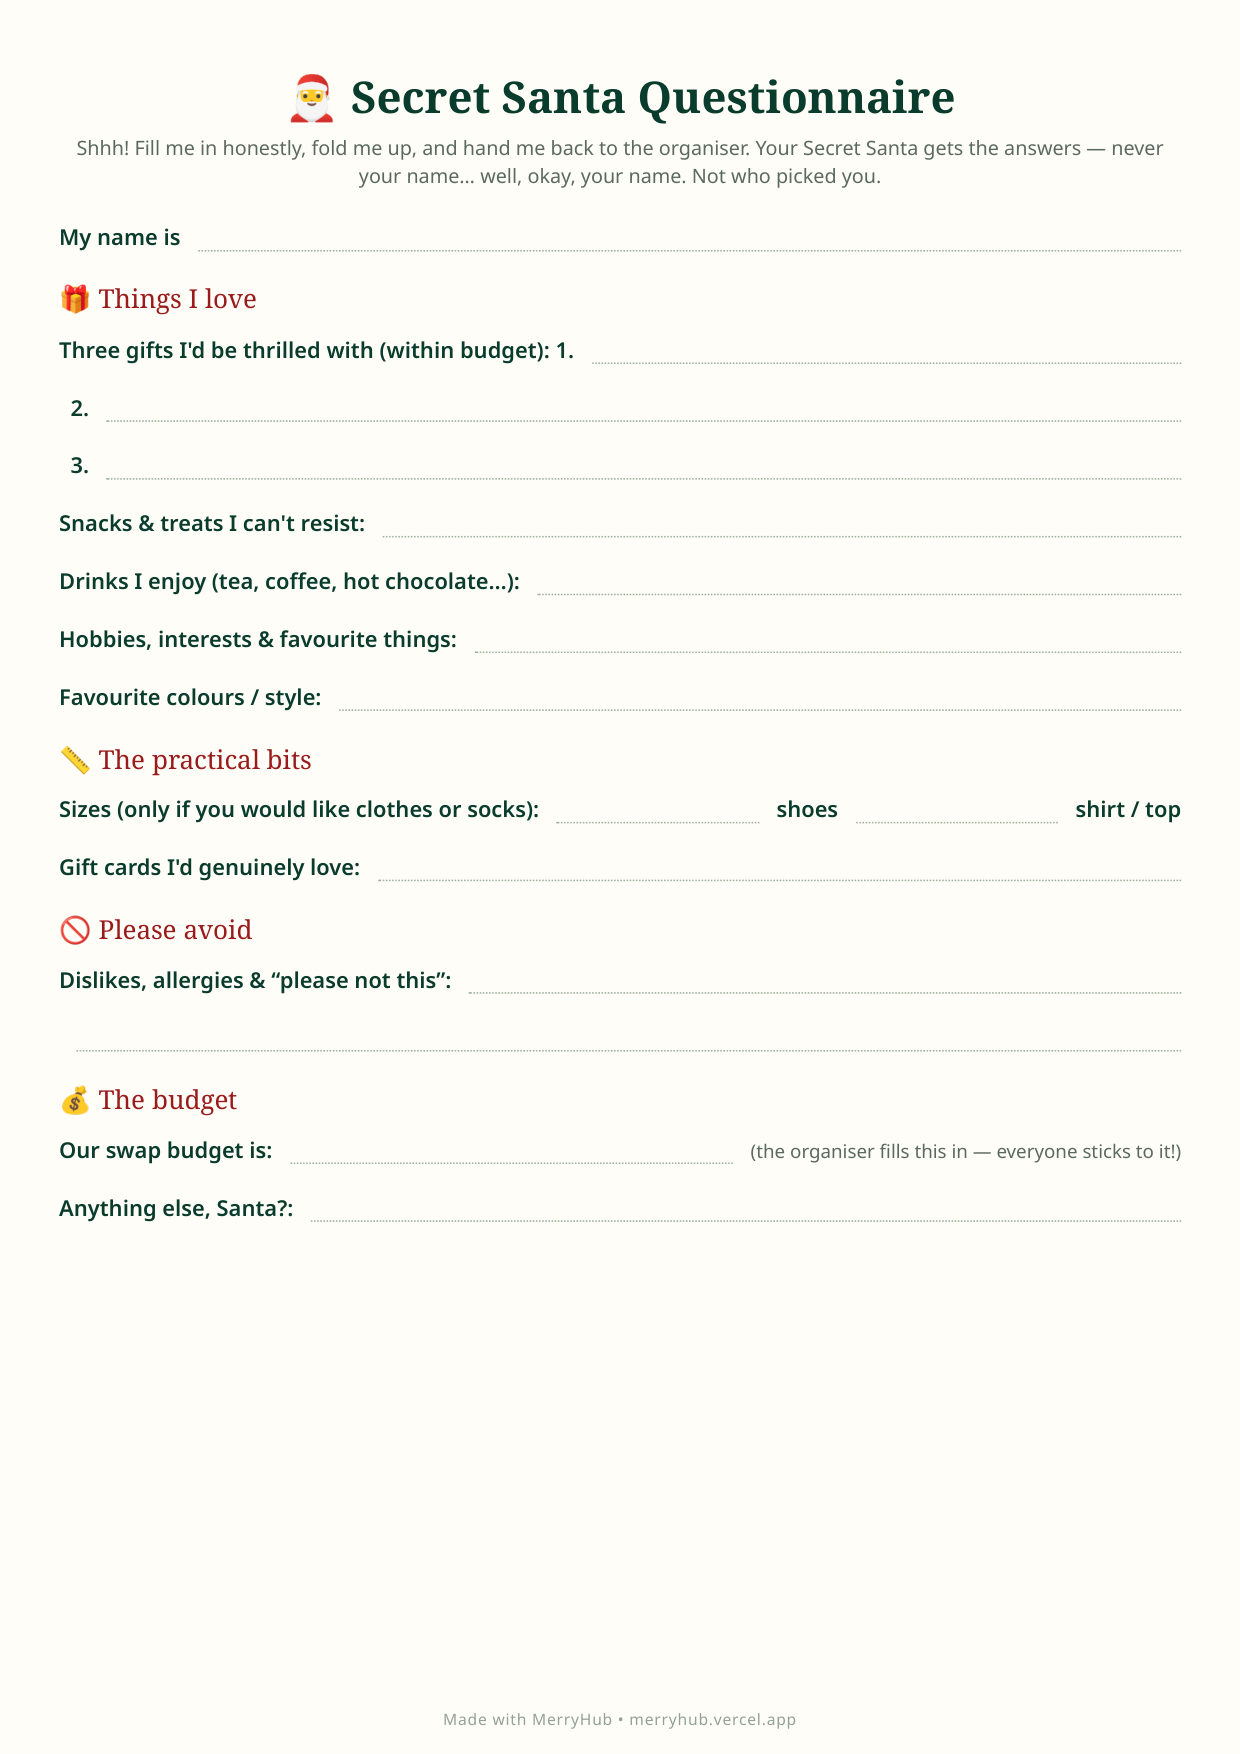 🎅 Secret Santa Questionnaire
Shhh! Fill me in honestly, fold me up, and hand me back to the organiser. Your Secret Santa gets the answers — never
your name… well, okay, your name. Not who picked you.
My name is
🎁 Things I love
Three gifts I'd be thrilled with (within budget): 1.
2.
3.
Snacks & treats I can't resist:
Drinks I enjoy (tea, coffee, hot chocolate…):
Hobbies, interests & favourite things:
Favourite colours / style:
📏 The practical bits
Sizes (only if you would like clothes or socks): shoes shirt / top
Gift cards I'd genuinely love:
🚫 Please avoid
Dislikes, allergies & “please not this”:
💰 The budget
Our swap budget is: (the organiser fills this in — everyone sticks to it!)
Anything else, Santa?:
Made with MerryHub • merryhub.vercel.app